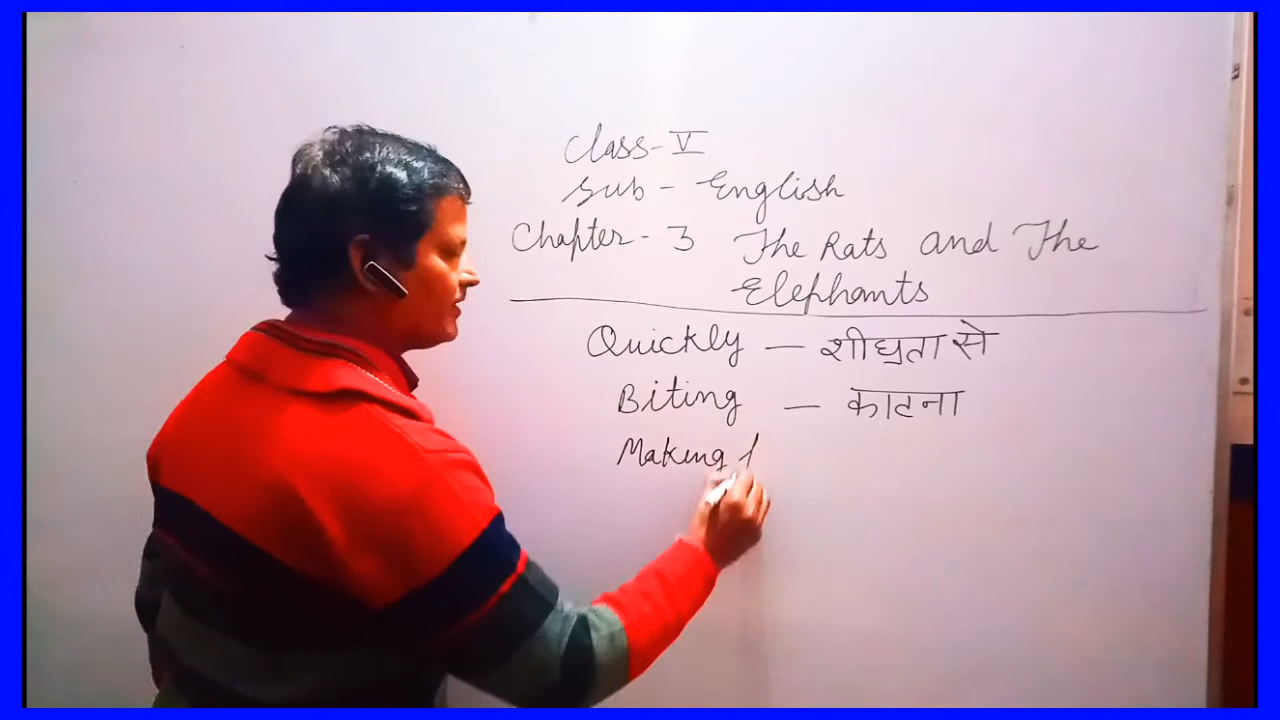 Class-V
Sub - English
Chapter - 3 The Rats and The
Elephants
Quickly — शीघ्रता से
Biting — काटना
Making